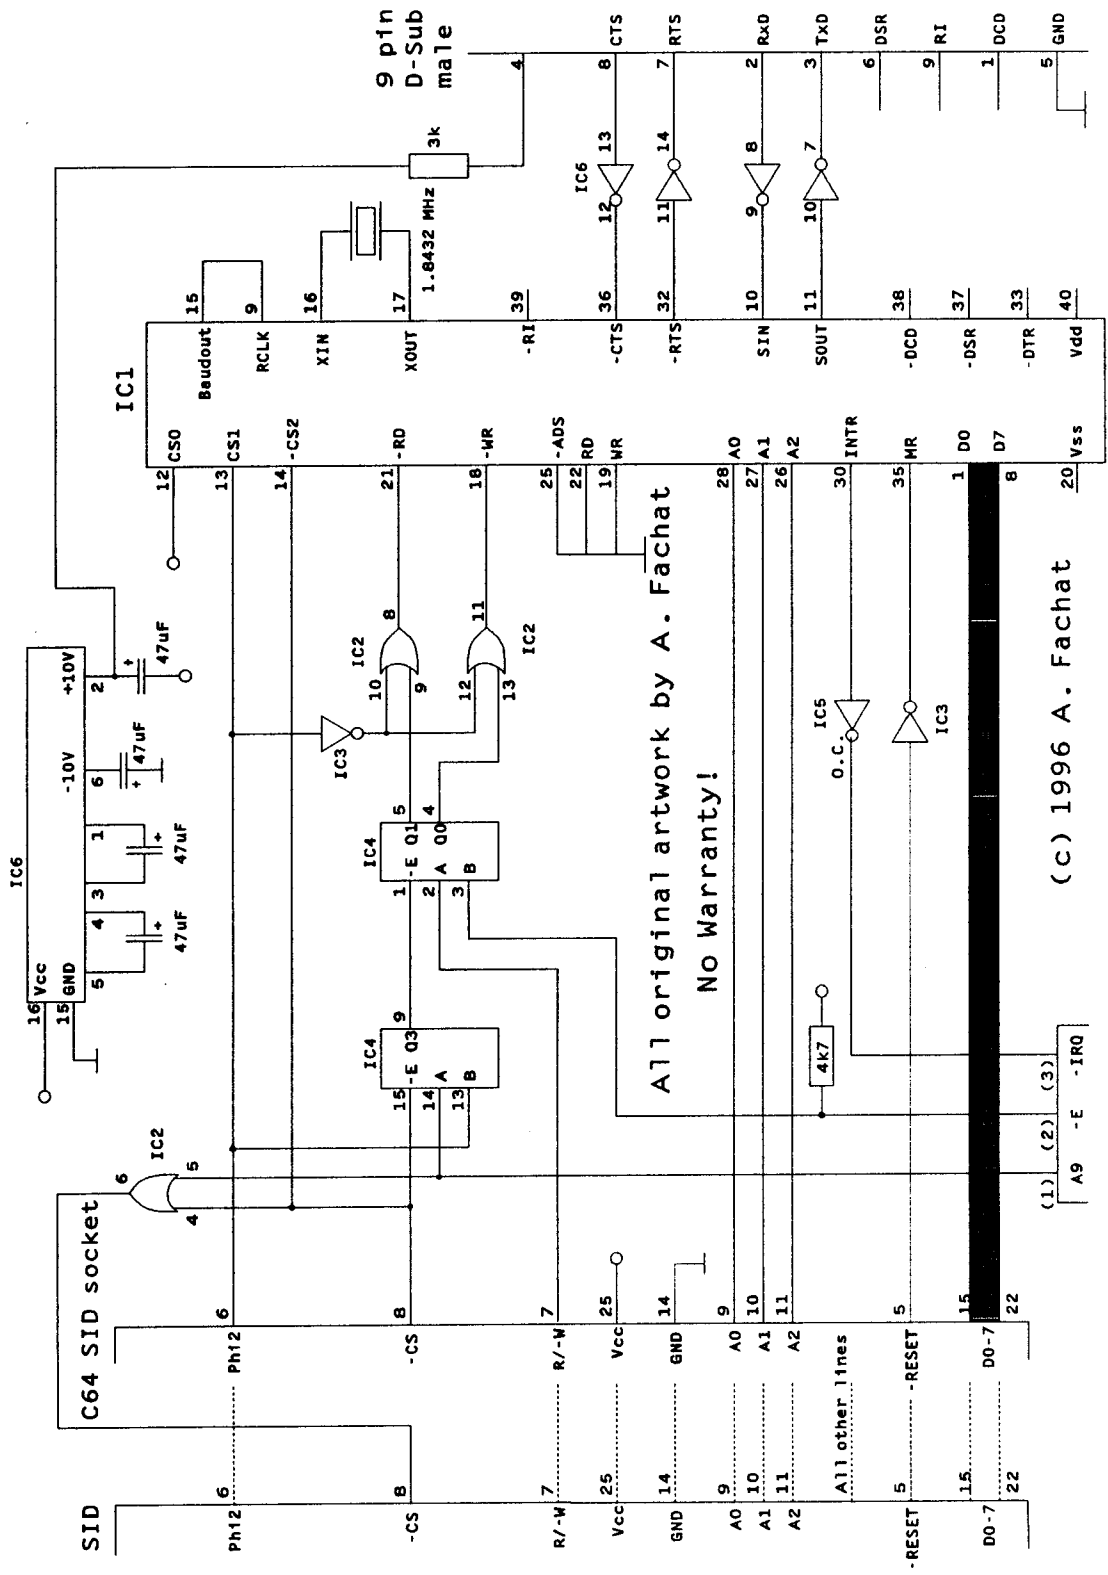 9 pin
D-Sub
male
4
8 CTS
7 RTS
2 RxD
3 TxD
6 DSR
9 RI
1 DCD
5 GND
3k
1.8432 MHz
IC6
13
12
14
11
8
9
7
10
IC1
15 Baudout
9 RCLK
16 XIN
17 XOUT
39 -RI
36 -CTS
32 -RTS
10 SIN
11 SOUT
38 -DCD
37 -DSR
33 -DTR
40 Vdd
12 CS0
13 CS1
14 -CS2
21 -RD
18 -WR
25 -ADS
22 RD
19 WR
28 A0
27 A1
26 A2
30 INTR
35 MR
1 D0
8 D7
20 Vss
IC6
16 Vcc
15 GND
5
4
3
1
6 -10V
2 +10V
47uF
+
47uF
+
47uF
+
47uF
+
IC2
10
9
8
IC2
12
13
11
IC3
IC4
1 -E
2 A
3 B
Q1 5
Q0 4
IC4
15 -E
14 A
13 B
Q3 9
IC2
4
5
6
IC5
O.C.
IC3
4k7
All original artwork by A. Fachat
No Warranty!
(c) 1996 A. Fachat
(1) A9
(2) -E
(3) -IRQ
C64 SID socket
Phi2 6
-CS 8
R/-W 7
Vcc 25
GND 14
A0 9
A1 10
A2 11
All other lines
-RESET 5
15
D0-7
22
SID
Phi2 6
-CS 8
R/-W 7
Vcc 25
GND 14
A0 9
A1 10
A2 11
-RESET 5
15
D0-7
22